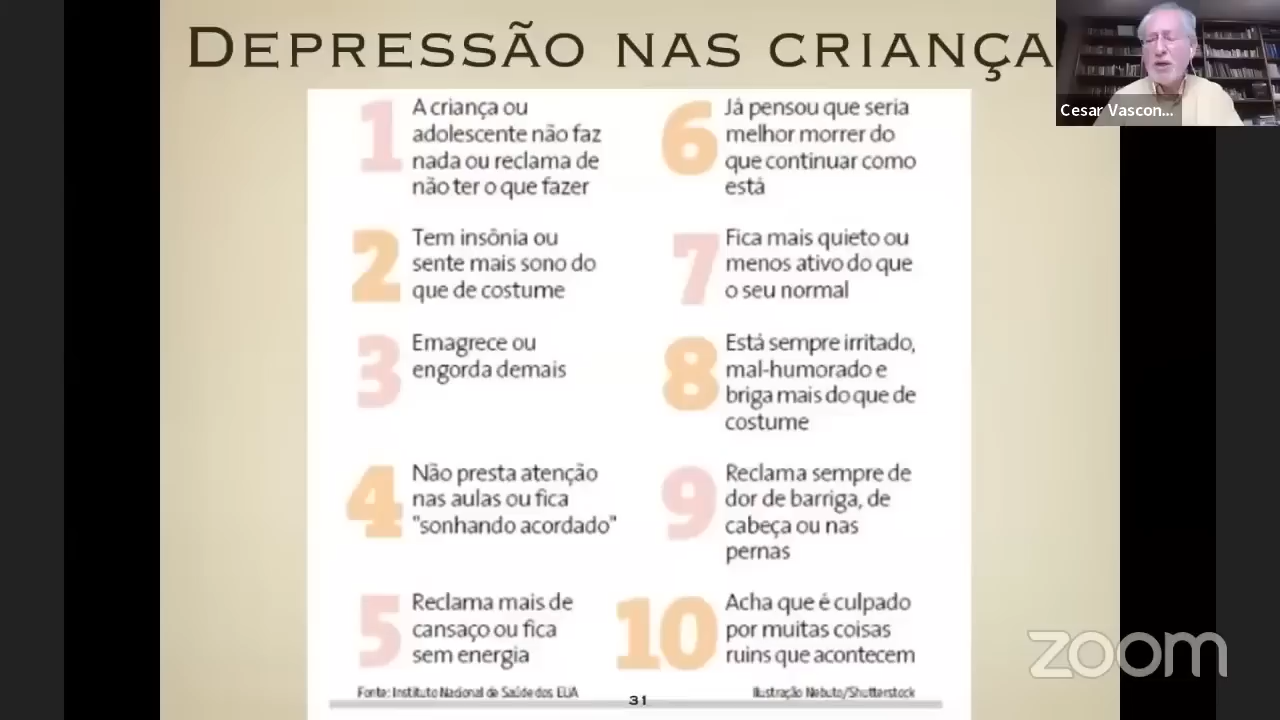 DEPRESSÃO NAS CRIANÇA
Cesar Vascon...
1
A criança ou
adolescente não faz
nada ou reclama de
não ter o que fazer
2
Tem insônia ou
sente mais sono do
que de costume
3
Emagrece ou
engorda demais
4
Não presta atenção
nas aulas ou fica
"sonhando acordado"
5
Reclama mais de
cansaço ou fica
sem energia
6
Já pensou que seria
melhor morrer do
que continuar como
está
7
Fica mais quieto ou
menos ativo do que
o seu normal
8
Está sempre irritado,
mal-humorado e
briga mais do que de
costume
9
Reclama sempre de
dor de barriga, de
cabeça ou nas
pernas
10
Acha que é culpado
por muitas coisas
ruins que acontecem
Fonte: Instituto Nacional de Saúde dos EUA
Ilustração Nebuto/Shutterstock
31
zoom